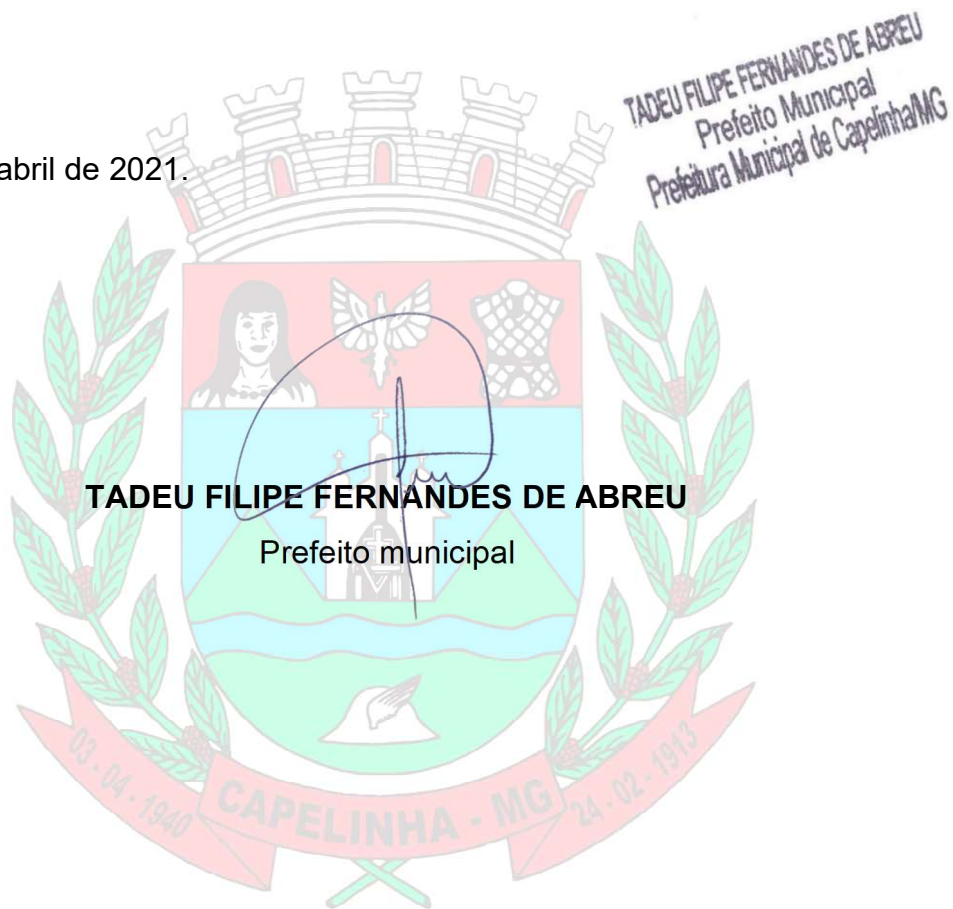 TADEU FILIPE FERNANDES DE ABREU
Prefeito Municipal
Prefeitura Municipal de Capelinha/MG
abril de 2021.
TADEU FILIPE FERNANDES DE ABREU
Prefeito municipal
03 - 04 - 1940
CAPELINHA - MG
24 - 02 - 1913